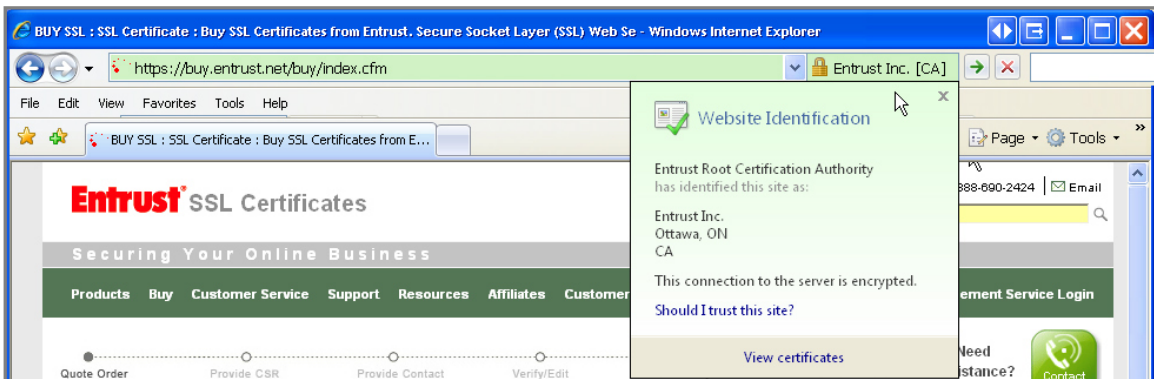 BUY SSL : SSL Certificate : Buy SSL Certificates from Entrust. Secure Socket Layer (SSL) Web Se - Windows Internet Explorer
https://buy.entrust.net/buy/index.cfm
Entrust Inc. [CA]
File Edit View Favorites Tools Help
Website Identification
BUY SSL : SSL Certificate : Buy SSL Certificates from E...
Page Tools »
Entrust Root Certification Authority
has identified this site as:
Entrust SSL Certificates
888-690-2424 Email
Entrust Inc.
Ottawa, ON
CA
Securing Your Online Business
This connection to the server is encrypted.
Products Buy Customer Service Support Resources Affiliates Customer
ement Service Login
Should I trust this site?
View certificates
Need
istance?
Quote Order Provide CSR Provide Contact Verify/Edit
Contact